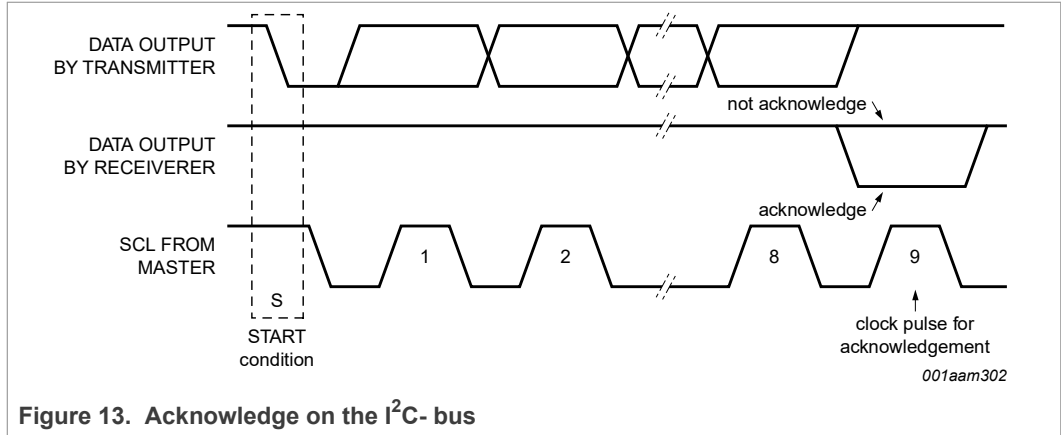 DATA OUTPUT
BY TRANSMITTER
not acknowledge
DATA OUTPUT
BY RECEIVERER
acknowledge
SCL FROM
MASTER
1
2
8
9
S
START
condition
clock pulse for
acknowledgement
001aam302
Figure 13. Acknowledge on the I²C- bus